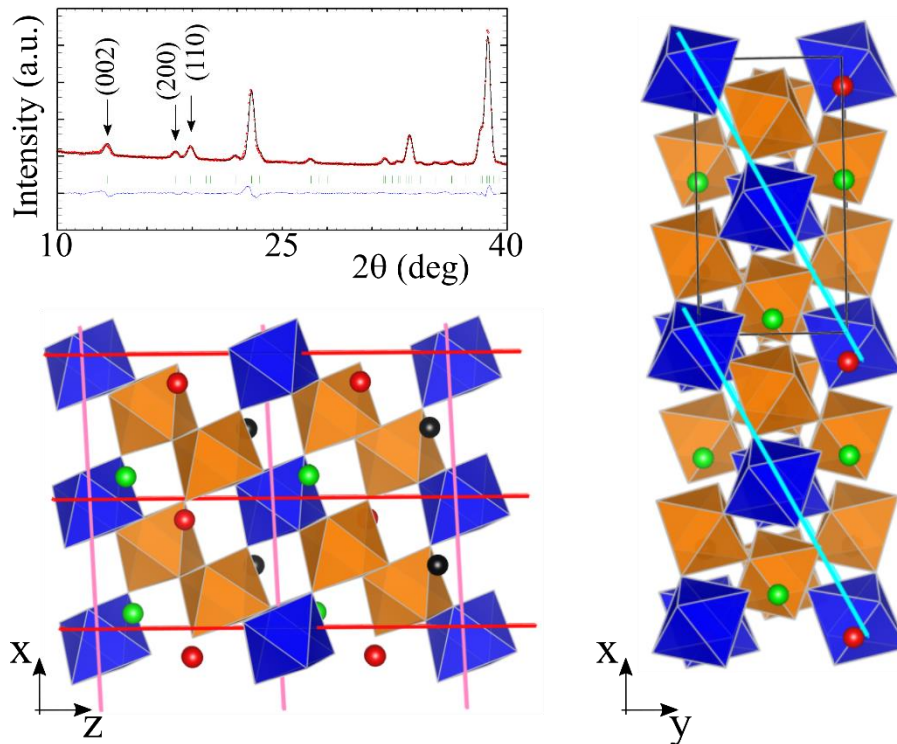 Intensity (a.u.)
(002)
(200)
(110)
10
25
40
2θ (deg)
x
z
x
y